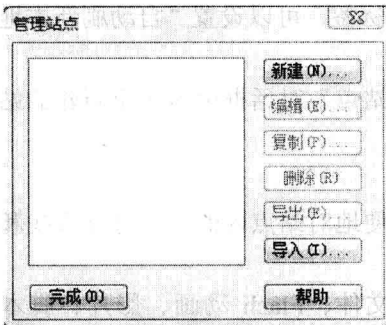 管理站点
新建(N)...
编辑(E)...
复制(P)...
删除(R)
导出(E)...
导入(I)...
完成(D)
帮助